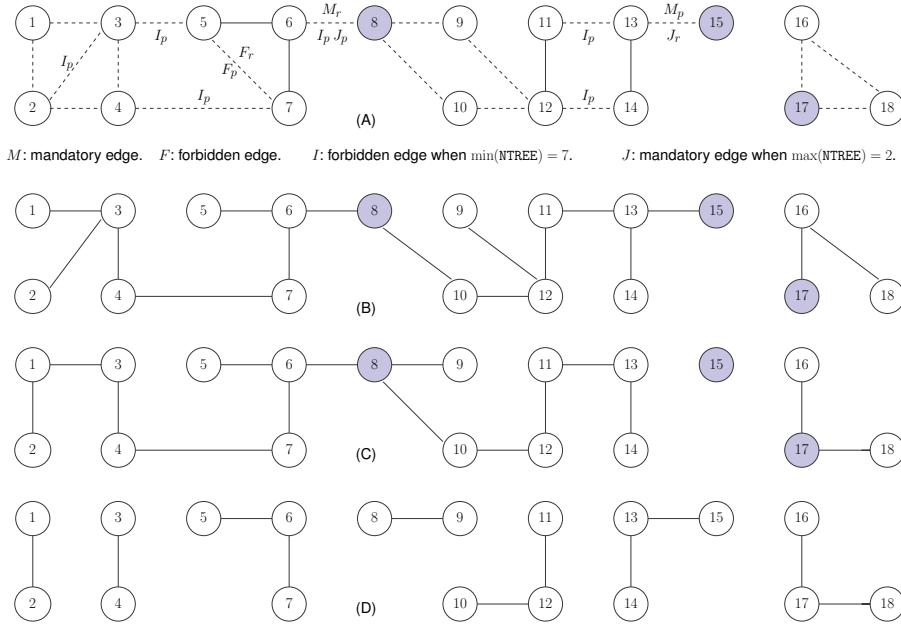 1 3 5 6 M_r 8 9 11 13 M_p 15 16
I_p I_p J_p I_p J_r
I_p F_r
F_p
2 4 I_p 7 10 12 I_p 14 17 18
(A)
M: mandatory edge. F: forbidden edge. I: forbidden edge when min(NTREE) = 7. J: mandatory edge when max(NTREE) = 2.
1 3 5 6 8 9 11 13 15 16
2 4 7 10 12 14 17 18
(B)
1 3 5 6 8 9 11 13 15 16
2 4 7 10 12 14 17 18
(C)
1 3 5 6 8 9 11 13 15 16
2 4 7 10 12 14 17 18
(D)